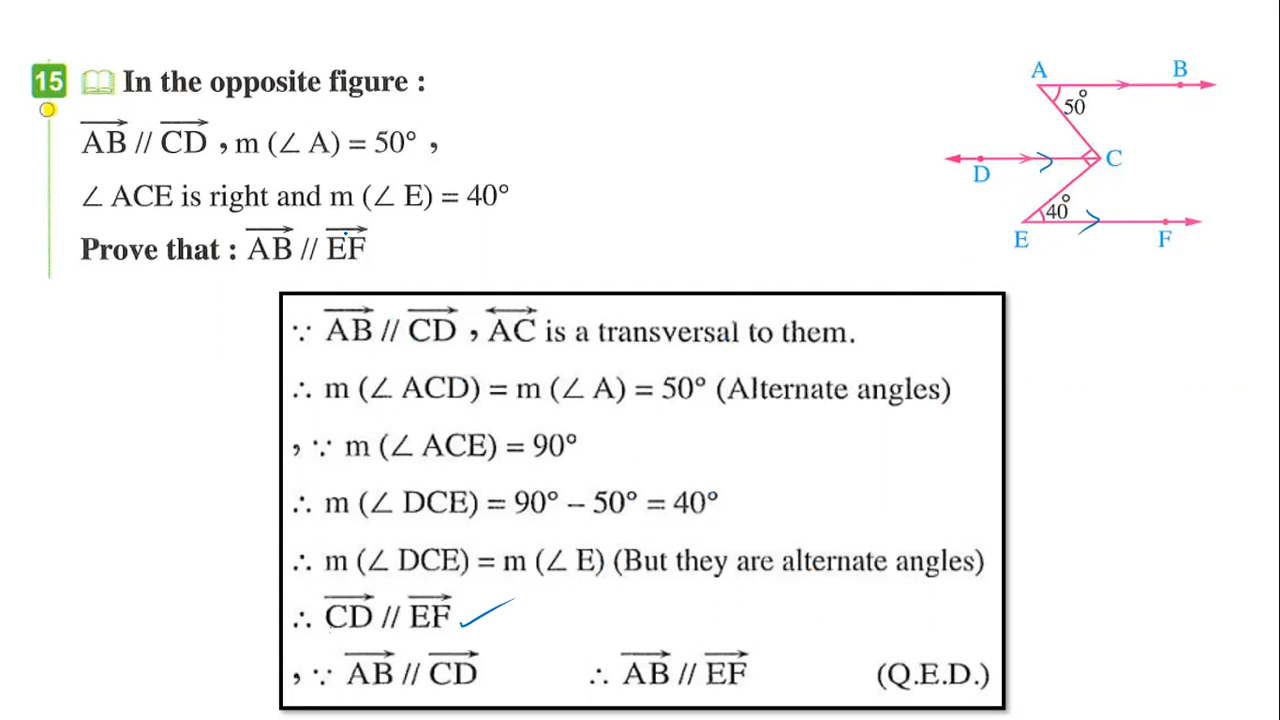 15 In the opposite figure :
AB // CD , m (∠ A) = 50° ,
∠ ACE is right and m (∠ E) = 40°
Prove that : AB // EF
A
B
50°
D
C
40°
E
F
∵ AB // CD , AC is a transversal to them.
∴ m (∠ ACD) = m (∠ A) = 50° (Alternate angles)
, ∵ m (∠ ACE) = 90°
∴ m (∠ DCE) = 90° – 50° = 40°
∴ m (∠ DCE) = m (∠ E) (But they are alternate angles)
∴ CD // EF
, ∵ AB // CD ∴ AB // EF (Q.E.D.)